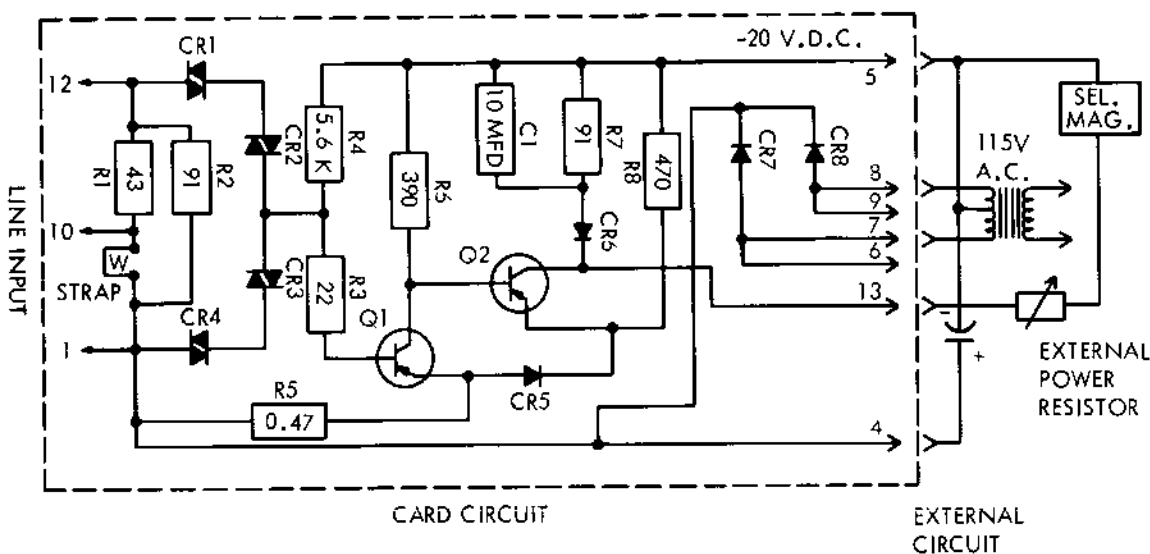 -20 V.D.C.
CR1
12
5
SEL.
MAG.
5.6 K
R4
10 MFD
C1
91
R7
CR2
CR7
CR8
115V
A.C.
43
R1
91
R2
390
R6
470
R8
8
9
LINE INPUT
10
7
6
W
STRAP
CR3
22
R3
Q2
CR6
Q1
13
CR4
1
-
+
CR5
EXTERNAL
POWER
RESISTOR
R5
0.47
4
CARD CIRCUIT
EXTERNAL
CIRCUIT